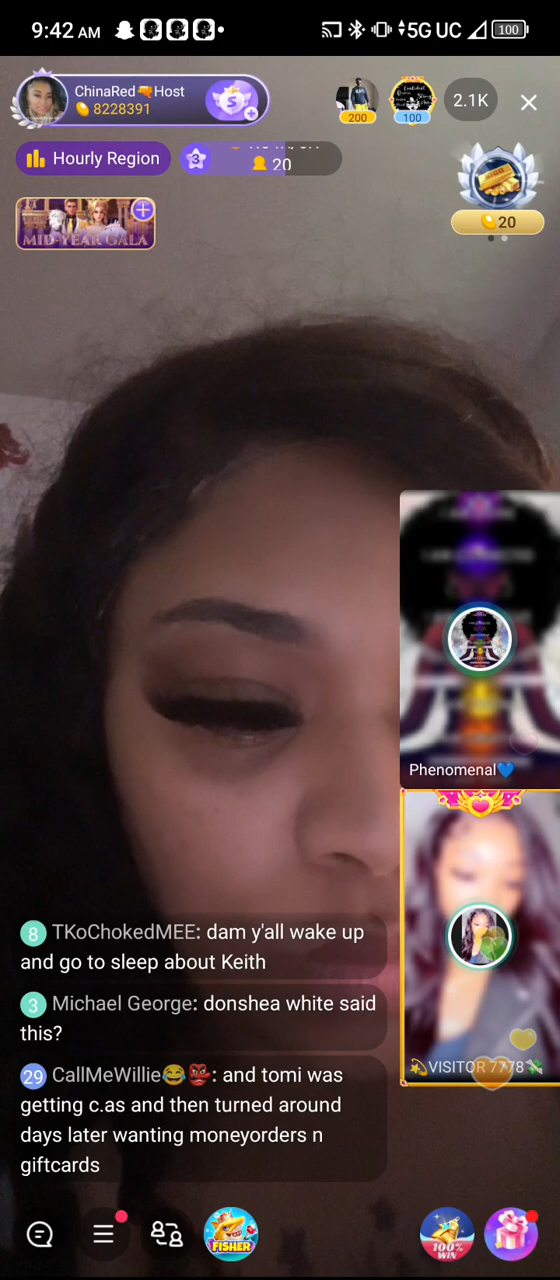 9:42 AM
5G UC
100
ChinaRed🔫Host
8228391
S
200
100
2.1K
Hourly Region
3
20
20
MID-YEAR GALA
Phenomenal💙
8 TKoChokedMEE: dam y'all wake up
and go to sleep about Keith
3 Michael George: donshea white said
this?
💫VISITOR 7778💸
29 CallMeWillie😂👺: and tomi was
getting c.as and then turned around
days later wanting moneyorders n
giftcards
FISHER
100%
WIN